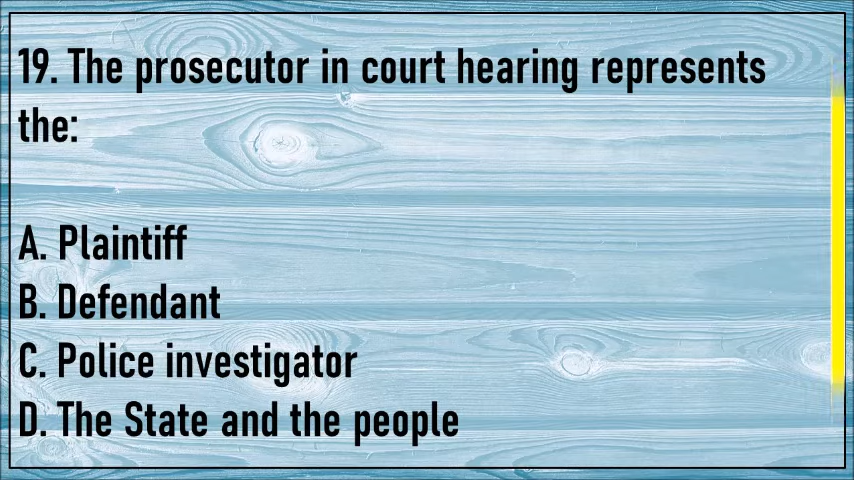 19. The prosecutor in court hearing represents
the:
A. Plaintiff
B. Defendant
C. Police investigator
D. The State and the people